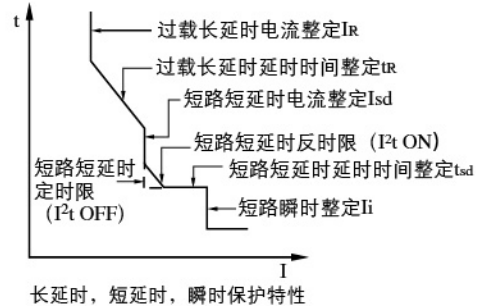 t
过载长延时电流整定IR
过载长延时延时时间整定tR
短路短延时电流整定Isd
短路短延时反时限（I²t ON）
短路短延时
定时限
（I²t OFF）
短路短延时延时时间整定tsd
短路瞬时整定Ii
I
长延时，短延时，瞬时保护特性